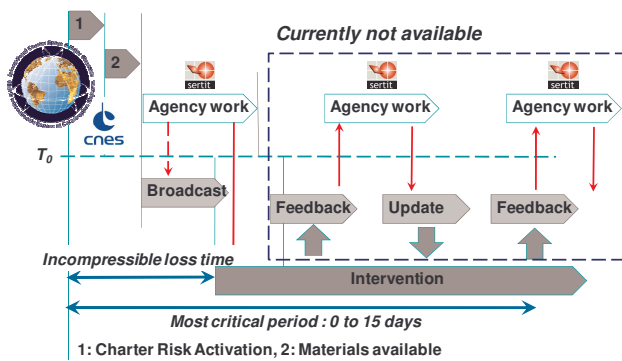 1
Currently not available
2
sertit
sertit
sertit
Agency work
Agency work
Agency work
cnes
T0
Broadcast
Feedback
Update
Feedback
Incompressible loss time
Intervention
Most critical period : 0 to 15 days
1: Charter Risk Activation, 2: Materials available